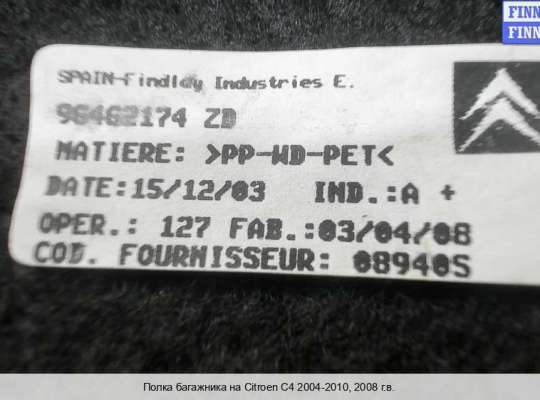 FINN
FINN
SPAIN-Findlay Industries E.
96462174 ZD
MATIERE: >PP-WD-PET<
DATE:15/12/03 IND.:A +
OPER.: 127 FAB.:03/04/08
COD. FOURNISSEUR: 08940S
Полка багажника на Citroen C4 2004-2010, 2008 г.в.